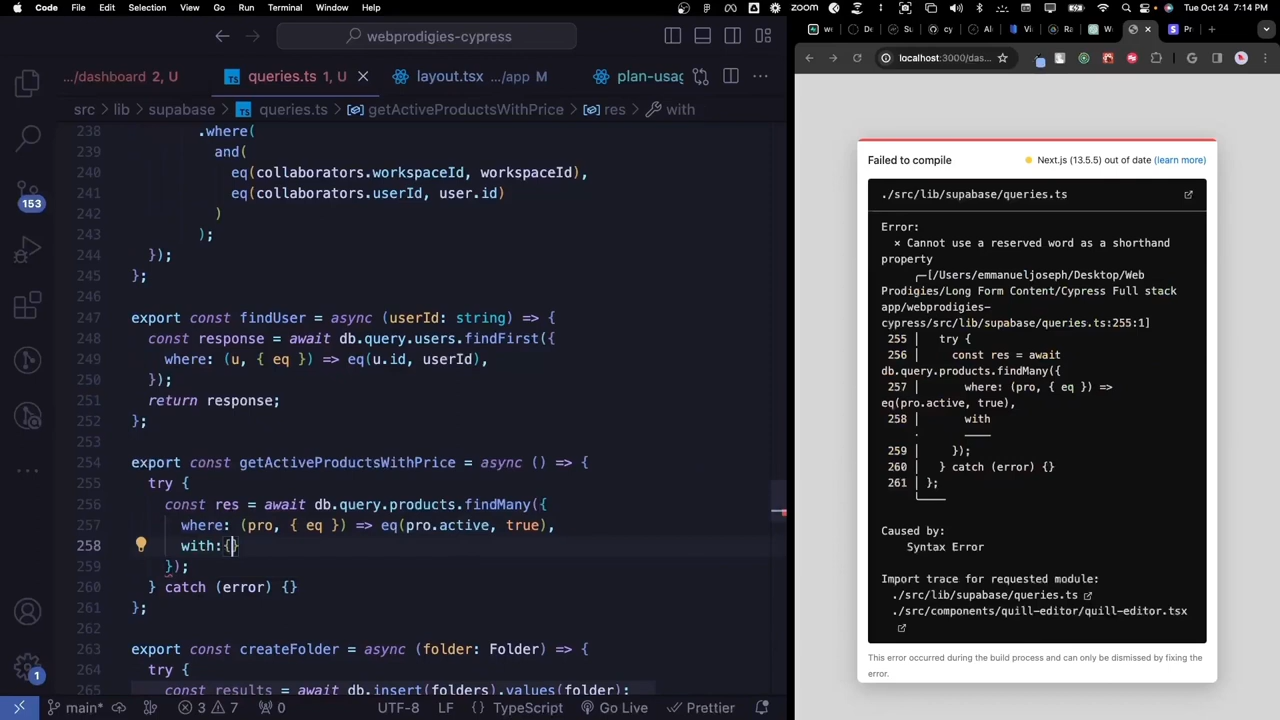 Code File Edit Selection View Go Run Terminal Window Help
zoom Tue Oct 24 7:14 PM
webprodigies-cypress
.../dashboard 2, U
queries.ts 1, U
layout.tsx .../app M
plan-usag
src > lib > supabase > queries.ts > getActiveProductsWithPrice > res > with
238 .where(
239 and(
240 eq(collaborators.workspaceId, workspaceId),
241 eq(collaborators.userId, user.id)
242 )
243 );
244 });
245 };
246
247 export const findUser = async (userId: string) => {
248 const response = await db.query.users.findFirst({
249 where: (u, { eq }) => eq(u.id, userId),
250 });
251 return response;
252 };
253
254 export const getActiveProductsWithPrice = async () => {
255 try {
256 const res = await db.query.products.findMany({
257 where: (pro, { eq }) => eq(pro.active, true),
258 with:{}
259 });
260 } catch (error) {}
261 };
262
263 export const createFolder = async (folder: Folder) => {
264 try {
265 const results = await db.insert(folders).values(folder);
153
1
main* 3 7 0 UTF-8 LF TypeScript Go Live Prettier
we De Su cy Al Vi Ra We Pr
localhost:3000/das...
Failed to compile
Next.js (13.5.5) out of date (learn more)
./src/lib/supabase/queries.ts
Error:
× Cannot use a reserved word as a shorthand
property
╭─[/Users/emmanueljoseph/Desktop/Web
Prodigies/Long Form Content/Cypress Full stack
app/webprodigies-
cypress/src/lib/supabase/queries.ts:255:1]
255 │ try {
256 │ const res = await
db.query.products.findMany({
257 │ where: (pro, { eq }) =>
eq(pro.active, true),
258 │ with
· ────
259 │ });
260 │ } catch (error) {}
261 │ };
╰────
Caused by:
Syntax Error
Import trace for requested module:
./src/lib/supabase/queries.ts
./src/components/quill-editor/quill-editor.tsx
This error occurred during the build process and can only be dismissed by fixing the
error.